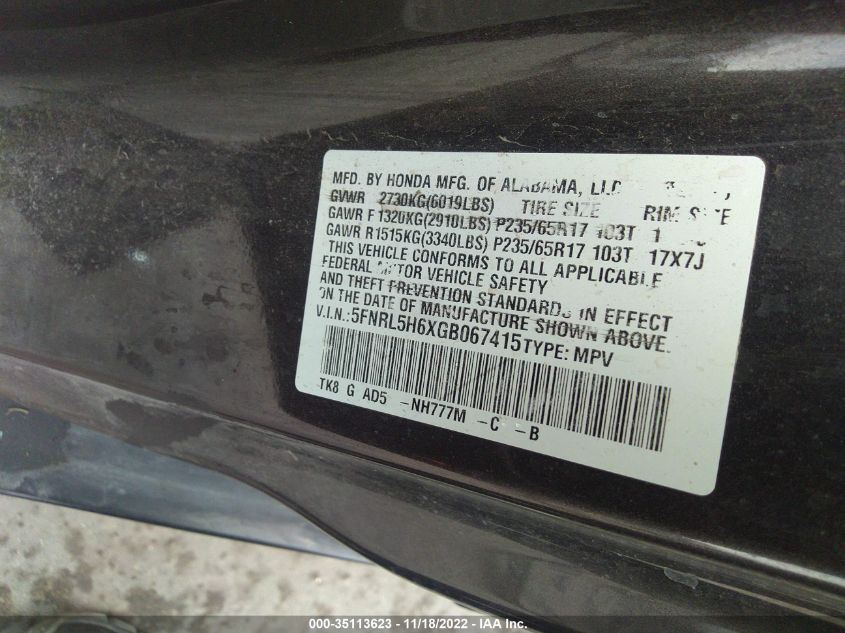 MFD. BY HONDA MFG. OF ALABAMA, LLC
GVWR 2730KG(6019LBS) TIRE SIZE RIM SIZE
GAWR F1320KG(2910LBS) P235/65R17 103T
GAWR R1515KG(3340LBS) P235/65R17 103T 17X7J
THIS VEHICLE CONFORMS TO ALL APPLICABLE
FEDERAL MOTOR VEHICLE SAFETY
AND THEFT PREVENTION STANDARDS IN EFFECT
ON THE DATE OF MANUFACTURE SHOWN ABOVE.
V.I.N.:5FNRL5H6XGB067415 TYPE: MPV
TK8 G AD5 -NH777M -C -B
000-35113623 - 11/18/2022 - IAA Inc.